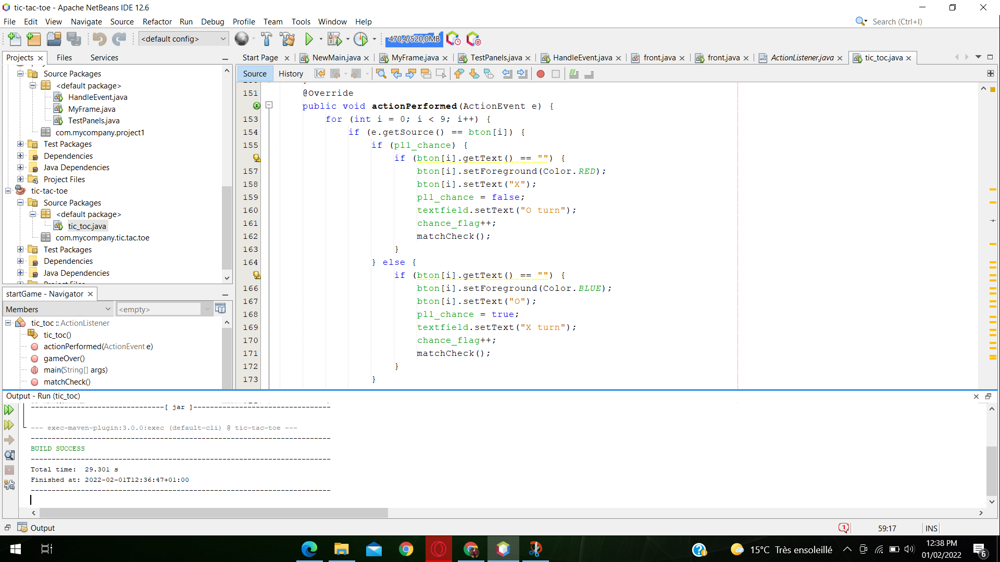 tic-tac-toe - Apache NetBeans IDE 12.6
File Edit View Navigate Source Refactor Run Debug Profile Team Tools Window Help
Search (Ctrl+I)
<default config>
470,4/520,0MB
Projects Files Services
Source Packages
<default package>
HandleEvent.java
MyFrame.java
TestPanels.java
com.mycompany.project1
Test Packages
Dependencies
Java Dependencies
Project Files
tic-tac-toe
Source Packages
<default package>
tic_toc.java
com.mycompany.tic.tac.toe
Test Packages
Dependencies
Java Dependencies
Project Files
startGame - Navigator
Members
<empty>
tic_toc :: ActionListener
tic_toc()
actionPerformed(ActionEvent e)
gameOver()
main(String[] args)
matchCheck()
Start Page NewMain.java MyFrame.java TestPanels.java HandleEvent.java front.java front.java ActionListener.java tic_toc.java
Source History
151 @Override
public void actionPerformed(ActionEvent e) {
153 for (int i = 0; i < 9; i++) {
154 if (e.getSource() == bton[i]) {
155 if (pl1_chance) {
if (bton[i].getText() == "") {
157 bton[i].setForeground(Color.RED);
158 bton[i].setText("X");
159 pl1_chance = false;
160 textfield.setText("O turn");
161 chance_flag++;
162 matchCheck();
163 }
164 } else {
if (bton[i].getText() == "") {
166 bton[i].setForeground(Color.BLUE);
167 bton[i].setText("O");
168 pl1_chance = true;
169 textfield.setText("X turn");
170 chance_flag++;
171 matchCheck();
172 }
173 }
Output - Run (tic_toc)
--------------------------------[ jar ]---------------------------------
--- exec-maven-plugin:3.0.0:exec (default-cli) @ tic-tac-toe ---
------------------------------------------------------------------------
BUILD SUCCESS
------------------------------------------------------------------------
Total time:  29.301 s
Finished at: 2022-02-01T12:36:47+01:00
------------------------------------------------------------------------
Output
1
59:17
INS
15°C Très ensoleillé
12:38 PM
01/02/2022
6